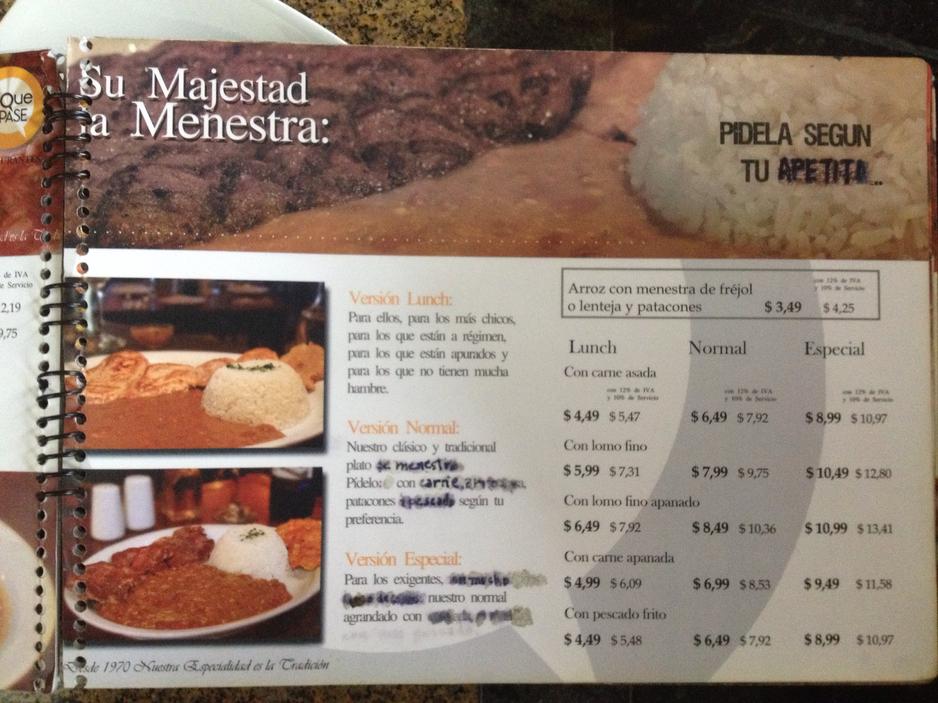 Que
PASE
de IVA
de Servicio
2,19
9,75
Su Majestad
la Menestra:
PIDELA SEGUN
TU APETITO...
Versión Lunch:
Para ellos, para los más chicos,
para los que están a régimen,
para los que están apurados y
para los que no tienen mucha
hambre.
Versión Normal:
Nuestro clásico y tradicional
plato de menestra
Pídelo: con carne,
patacones o pescado según tu
preferencia.
Versión Especial:
Para los exigentes,
nuestro normal
agrandado con
Desde 1970 Nuestra Especialidad es la Tradición
con 12% de IVA
y 10% de Servicio
Arroz con menestra de fréjol
o lenteja y patacones $ 3,49 $ 4,25
Lunch Normal Especial
Con carne asada
con 12% de IVA con 12% de IVA con 12% de IVA
y 10% de Servicio y 10% de Servicio y 10% de Servicio
$ 4,49 $ 5,47 $ 6,49 $ 7,92 $ 8,99 $ 10,97
Con lomo fino
$ 5,99 $ 7,31 $ 7,99 $ 9,75 $ 10,49 $ 12,80
Con lomo fino apanado
$ 6,49 $ 7,92 $ 8,49 $ 10,36 $ 10,99 $ 13,41
Con carne apanada
$ 4,99 $ 6,09 $ 6,99 $ 8,53 $ 9,49 $ 11,58
Con pescado frito
$ 4,49 $ 5,48 $ 6,49 $ 7,92 $ 8,99 $ 10,97